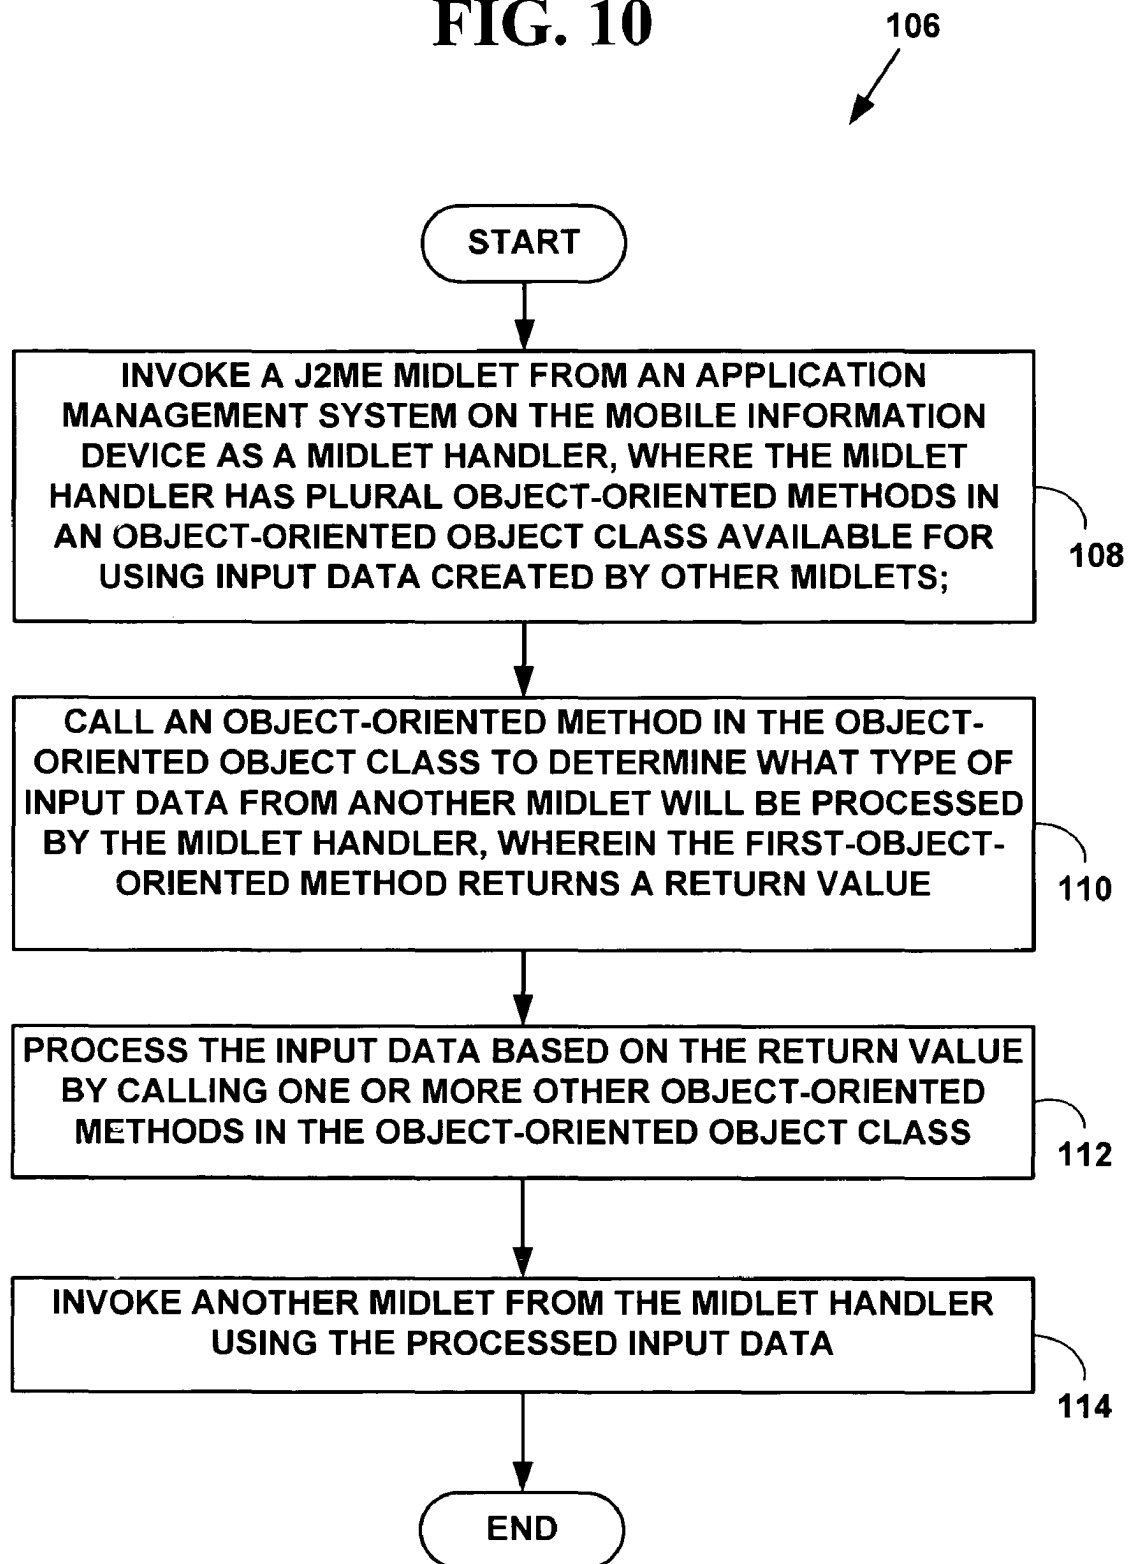 FIG. 10
106
START
INVOKE A J2ME MIDLET FROM AN APPLICATION
MANAGEMENT SYSTEM ON THE MOBILE INFORMATION
DEVICE AS A MIDLET HANDLER, WHERE THE MIDLET
HANDLER HAS PLURAL OBJECT-ORIENTED METHODS IN
AN OBJECT-ORIENTED OBJECT CLASS AVAILABLE FOR
USING INPUT DATA CREATED BY OTHER MIDLETS;
108
CALL AN OBJECT-ORIENTED METHOD IN THE OBJECT-
ORIENTED OBJECT CLASS TO DETERMINE WHAT TYPE OF
INPUT DATA FROM ANOTHER MIDLET WILL BE PROCESSED
BY THE MIDLET HANDLER, WHEREIN THE FIRST-OBJECT-
ORIENTED METHOD RETURNS A RETURN VALUE
110
PROCESS THE INPUT DATA BASED ON THE RETURN VALUE
BY CALLING ONE OR MORE OTHER OBJECT-ORIENTED
METHODS IN THE OBJECT-ORIENTED OBJECT CLASS
112
INVOKE ANOTHER MIDLET FROM THE MIDLET HANDLER
USING THE PROCESSED INPUT DATA
114
END